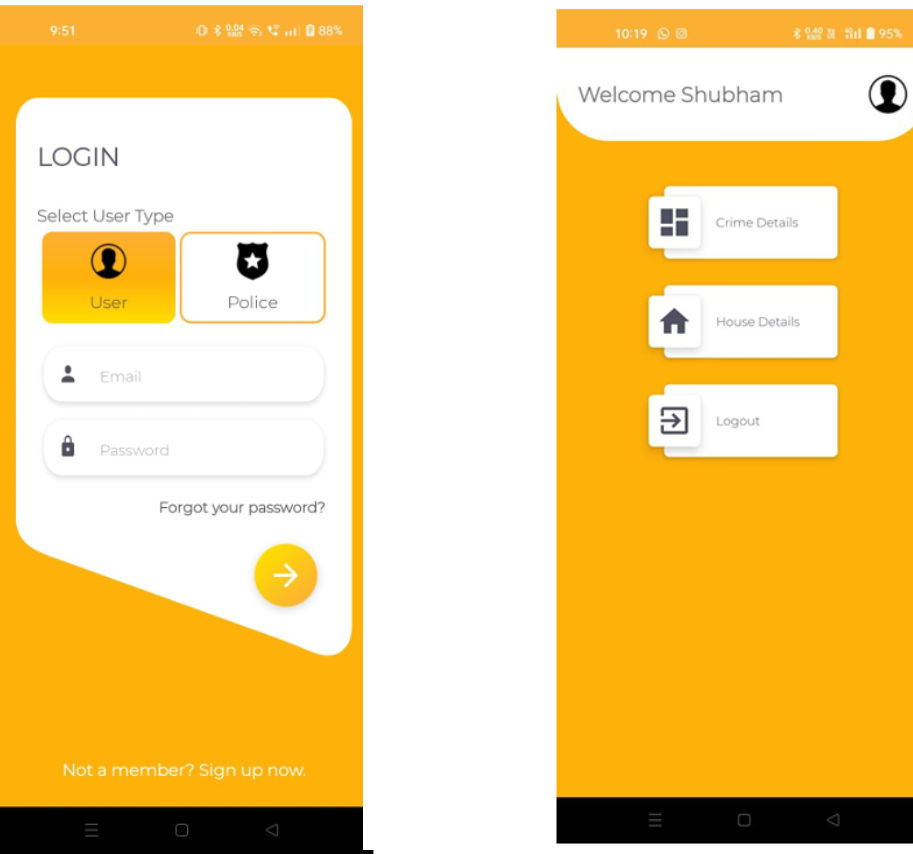 9:51 0.04 KB/S 88%
LOGIN
Select User Type
User Police
Email
Password
Forgot your password?
Not a member? Sign up now.
10:19 0.40 KB/S 95%
Welcome Shubham
Crime Details
House Details
Logout